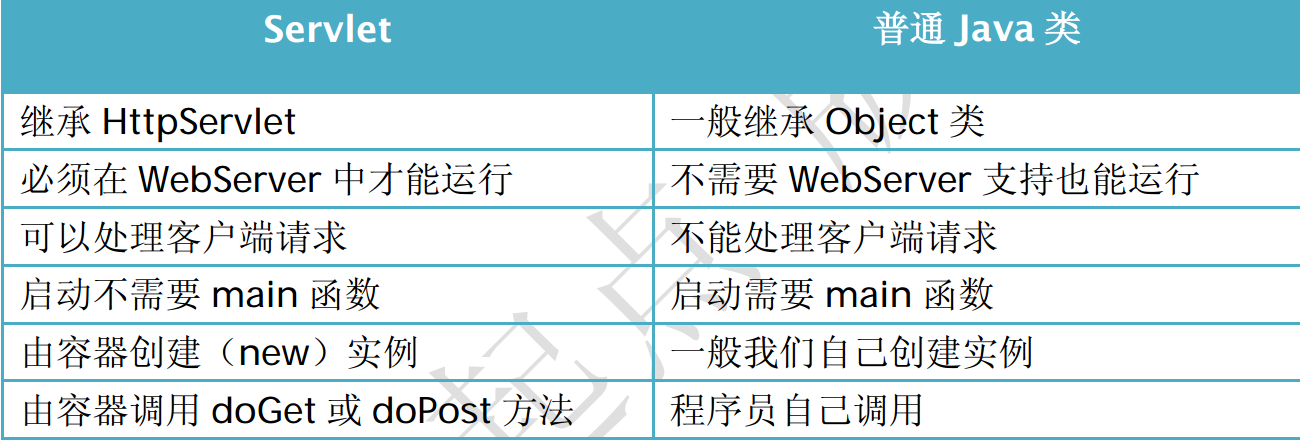 Servlet 普通 Java 类
继承 HttpServlet 一般继承 Object 类
必须在 WebServer 中才能运行 不需要 WebServer 支持也能运行
可以处理客户端请求 不能处理客户端请求
启动不需要 main 函数 启动需要 main 函数
由容器创建（new）实例 一般我们自己创建实例
由容器调用 doGet 或 doPost 方法 程序员自己调用
起点